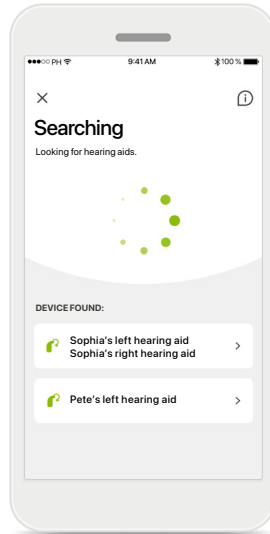 PH 9:41 AM 100 %
Searching
Looking for hearing aids.
DEVICE FOUND:
Sophia's left hearing aid
Sophia's right hearing aid
Pete's left hearing aid